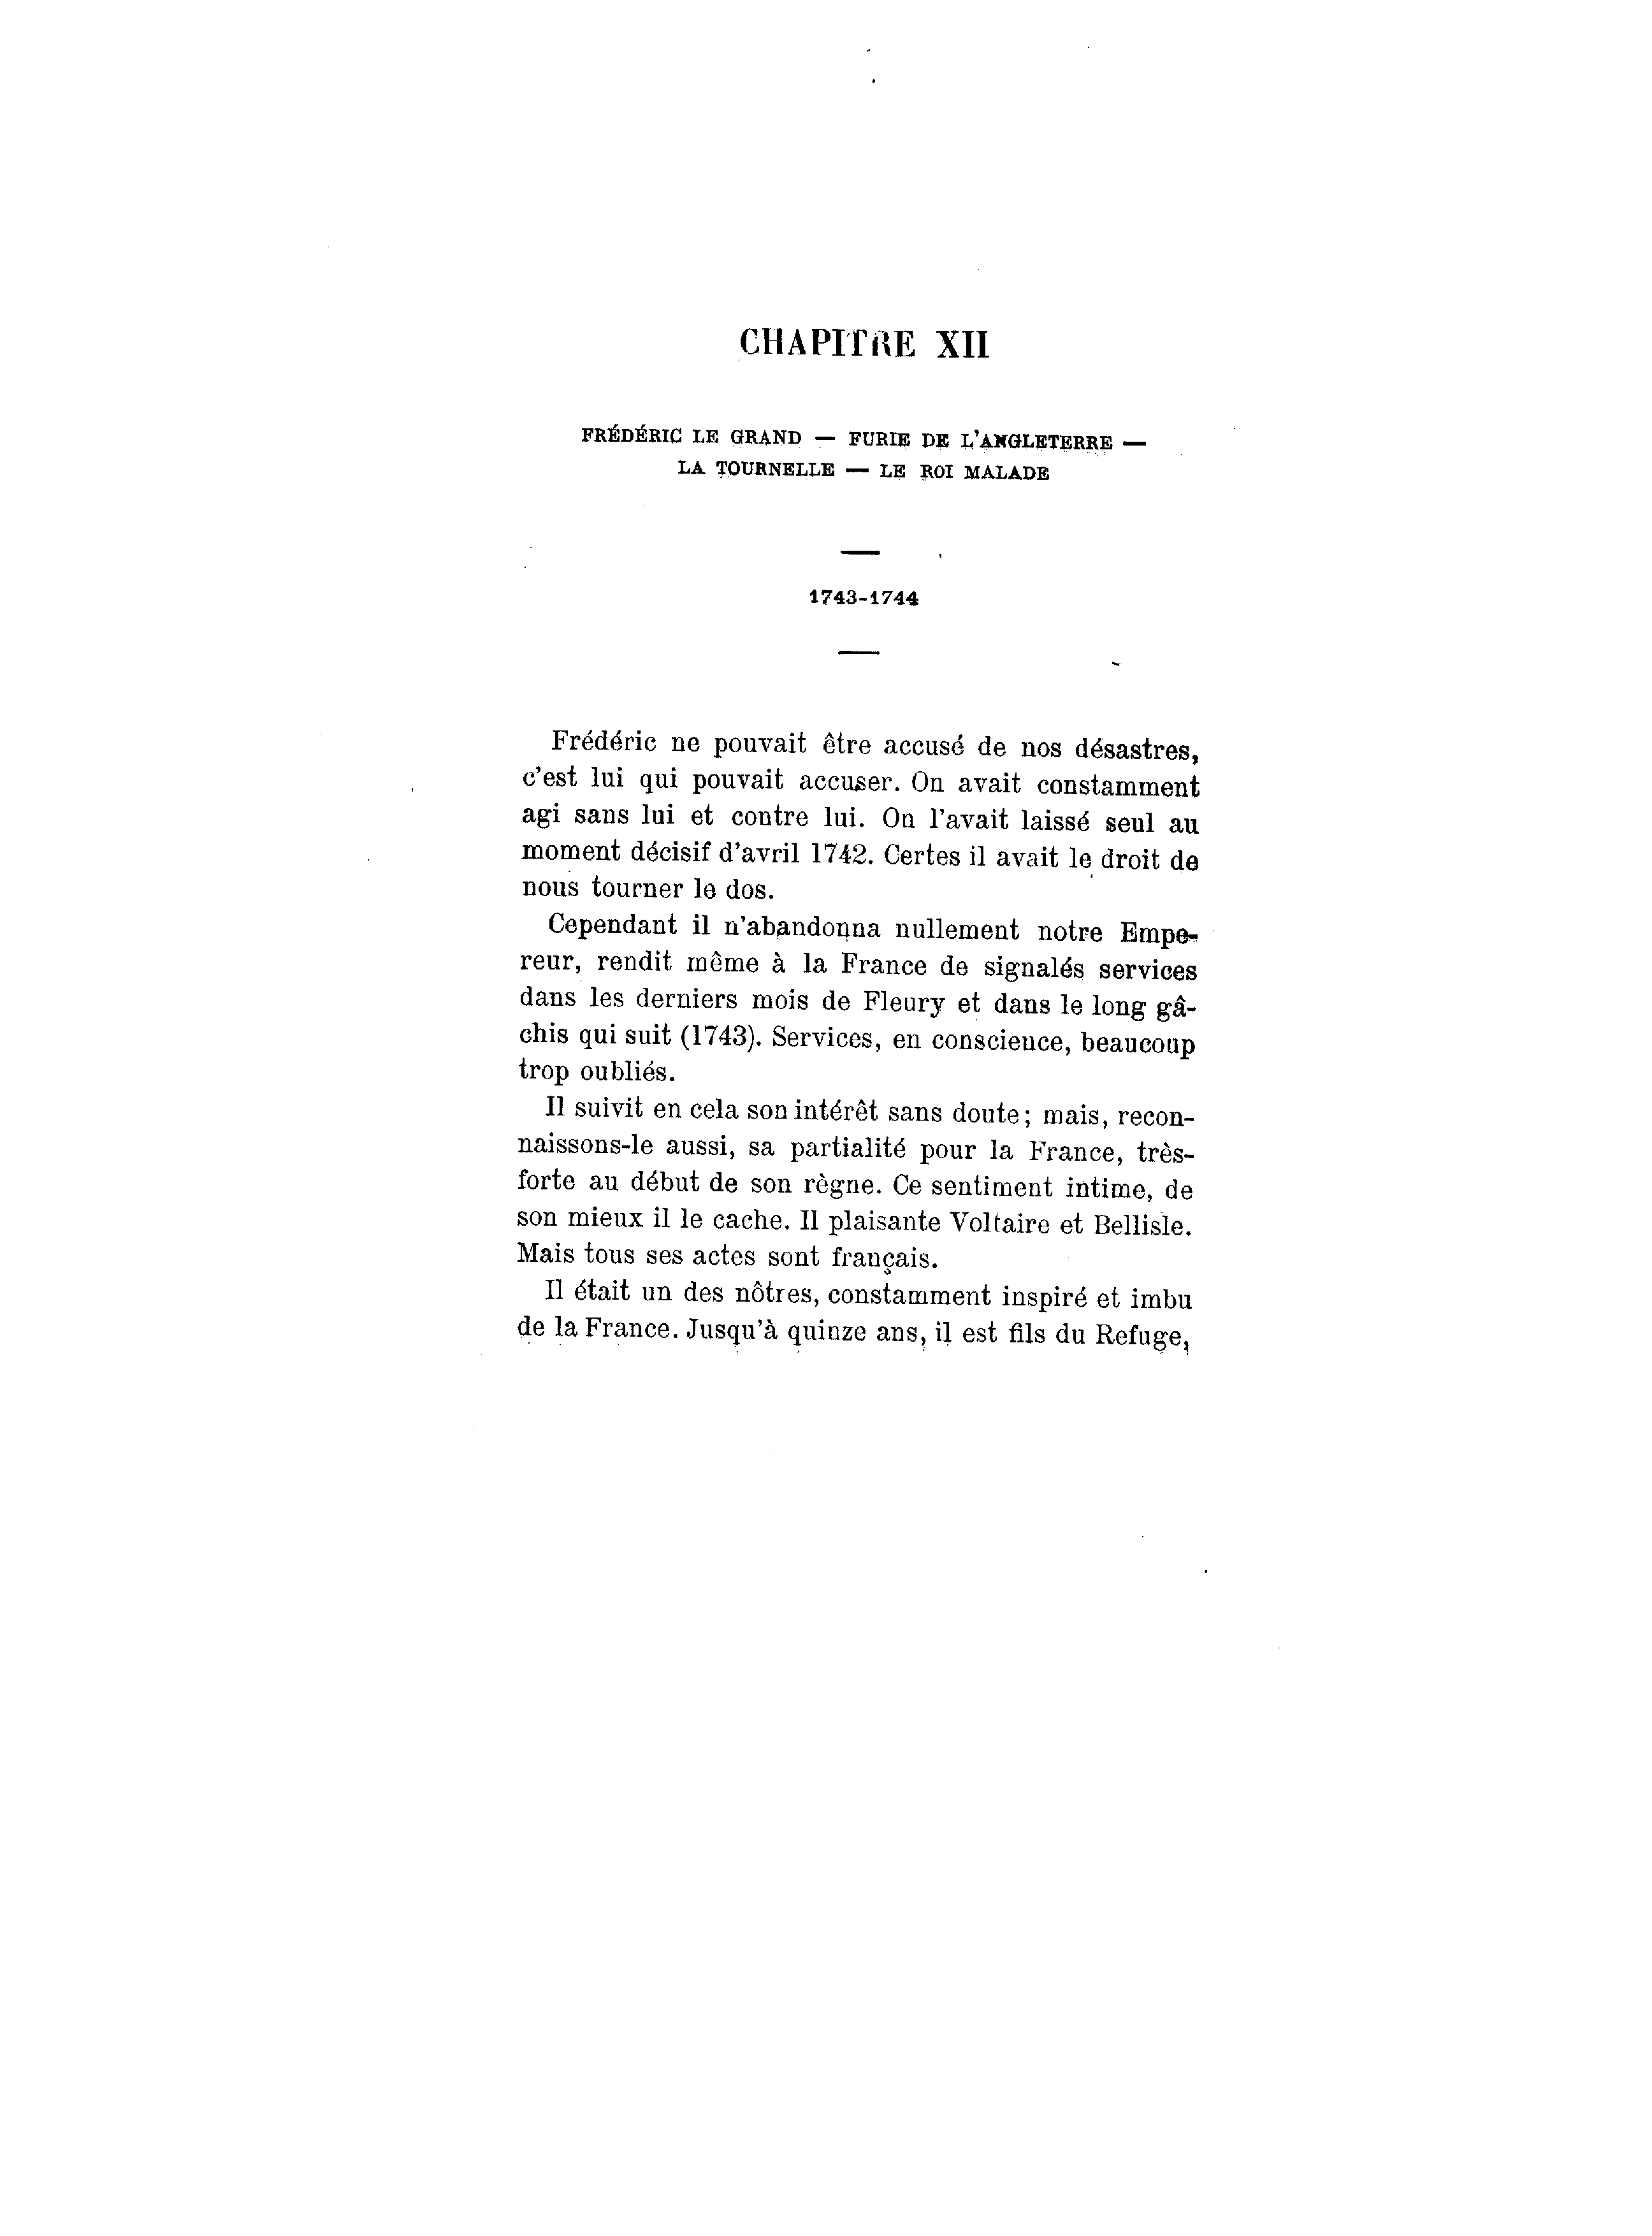 CHAPITRE XII
FRÉDÉRIC LE GRAND — FURIE DE L'ANGLETERRE —
LA TOURNELLE — LE ROI MALADE
1743-1744
Frédéric ne pouvait être accusé de nos désastres,
c'est lui qui pouvait accuser. On avait constamment
agi sans lui et contre lui. On l'avait laissé seul au
moment décisif d'avril 1742. Certes il avait le droit de
nous tourner le dos.
Cependant il n'abandonna nullement notre Empe-
reur, rendit même à la France de signalés services
dans les derniers mois de Fleury et dans le long gâ-
chis qui suit (1743). Services, en conscience, beaucoup
trop oubliés.
Il suivit en cela son intérêt sans doute; mais, recon-
naissons-le aussi, sa partialité pour la France, très-
forte au début de son règne. Ce sentiment intime, de
son mieux il le cache. Il plaisante Voltaire et Bellisle.
Mais tous ses actes sont français.
Il était un des nôtres, constamment inspiré et imbu
de la France. Jusqu'à quinze ans, il est fils du Refuge,